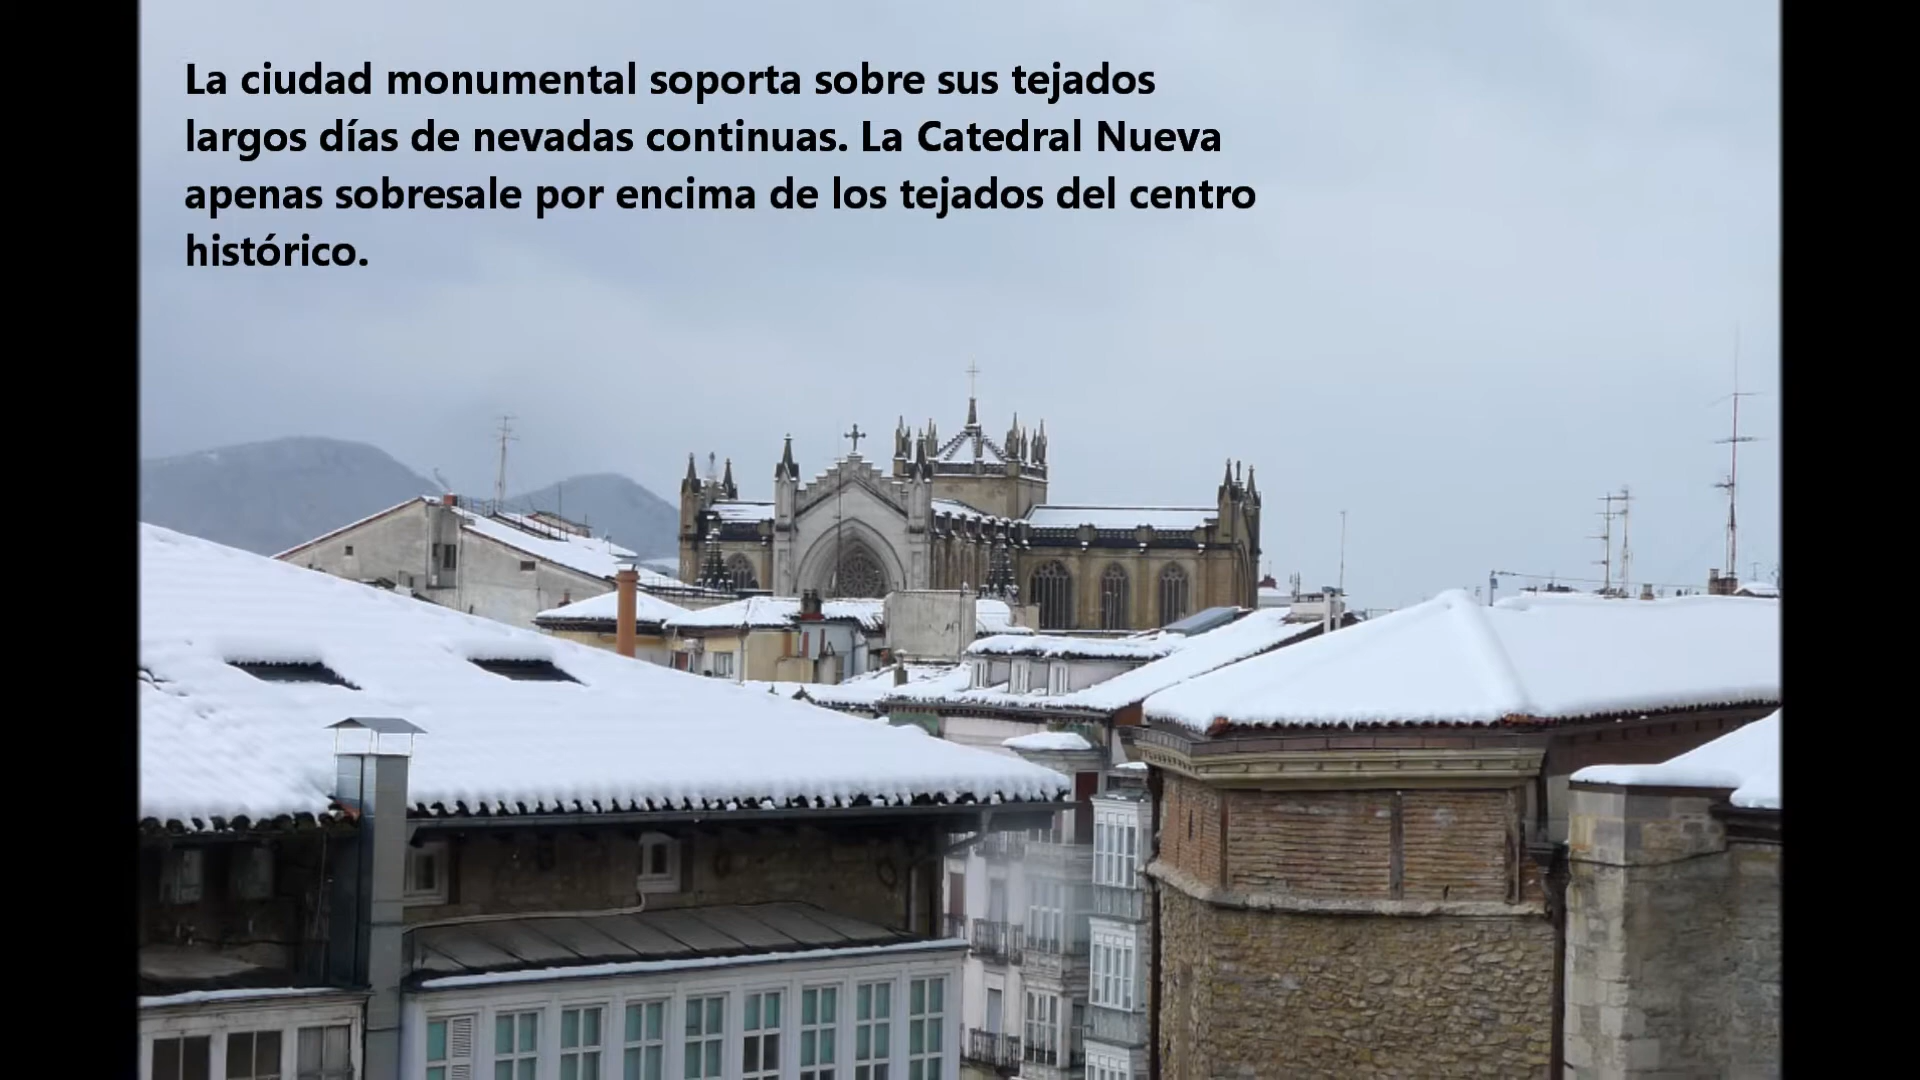 La ciudad monumental soporta sobre sus tejados
largos días de nevadas continuas. La Catedral Nueva
apenas sobresale por encima de los tejados del centro
histórico.